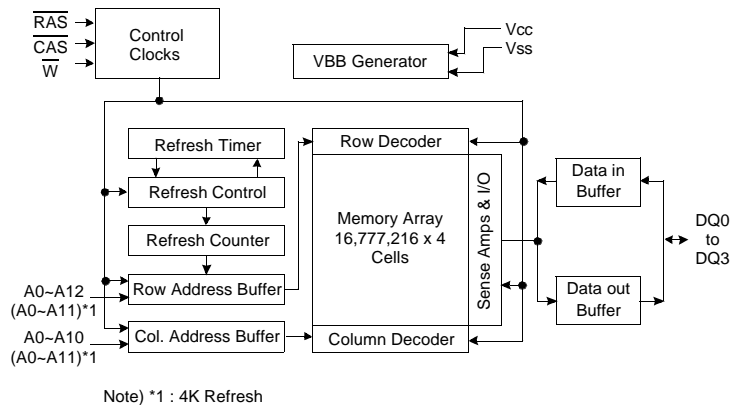 RAS
CAS
W
Control
Clocks
VBB Generator
Vcc
Vss
Refresh Timer
Refresh Control
Refresh Counter
Row Address Buffer
Col. Address Buffer
A0~A12
(A0~A11)*1
A0~A10
(A0~A11)*1
Row Decoder
Memory Array
16,777,216 x 4
Cells
Column Decoder
Sense Amps & I/O
Data in
Buffer
Data out
Buffer
DQ0
to
DQ3
Note) *1 : 4K Refresh